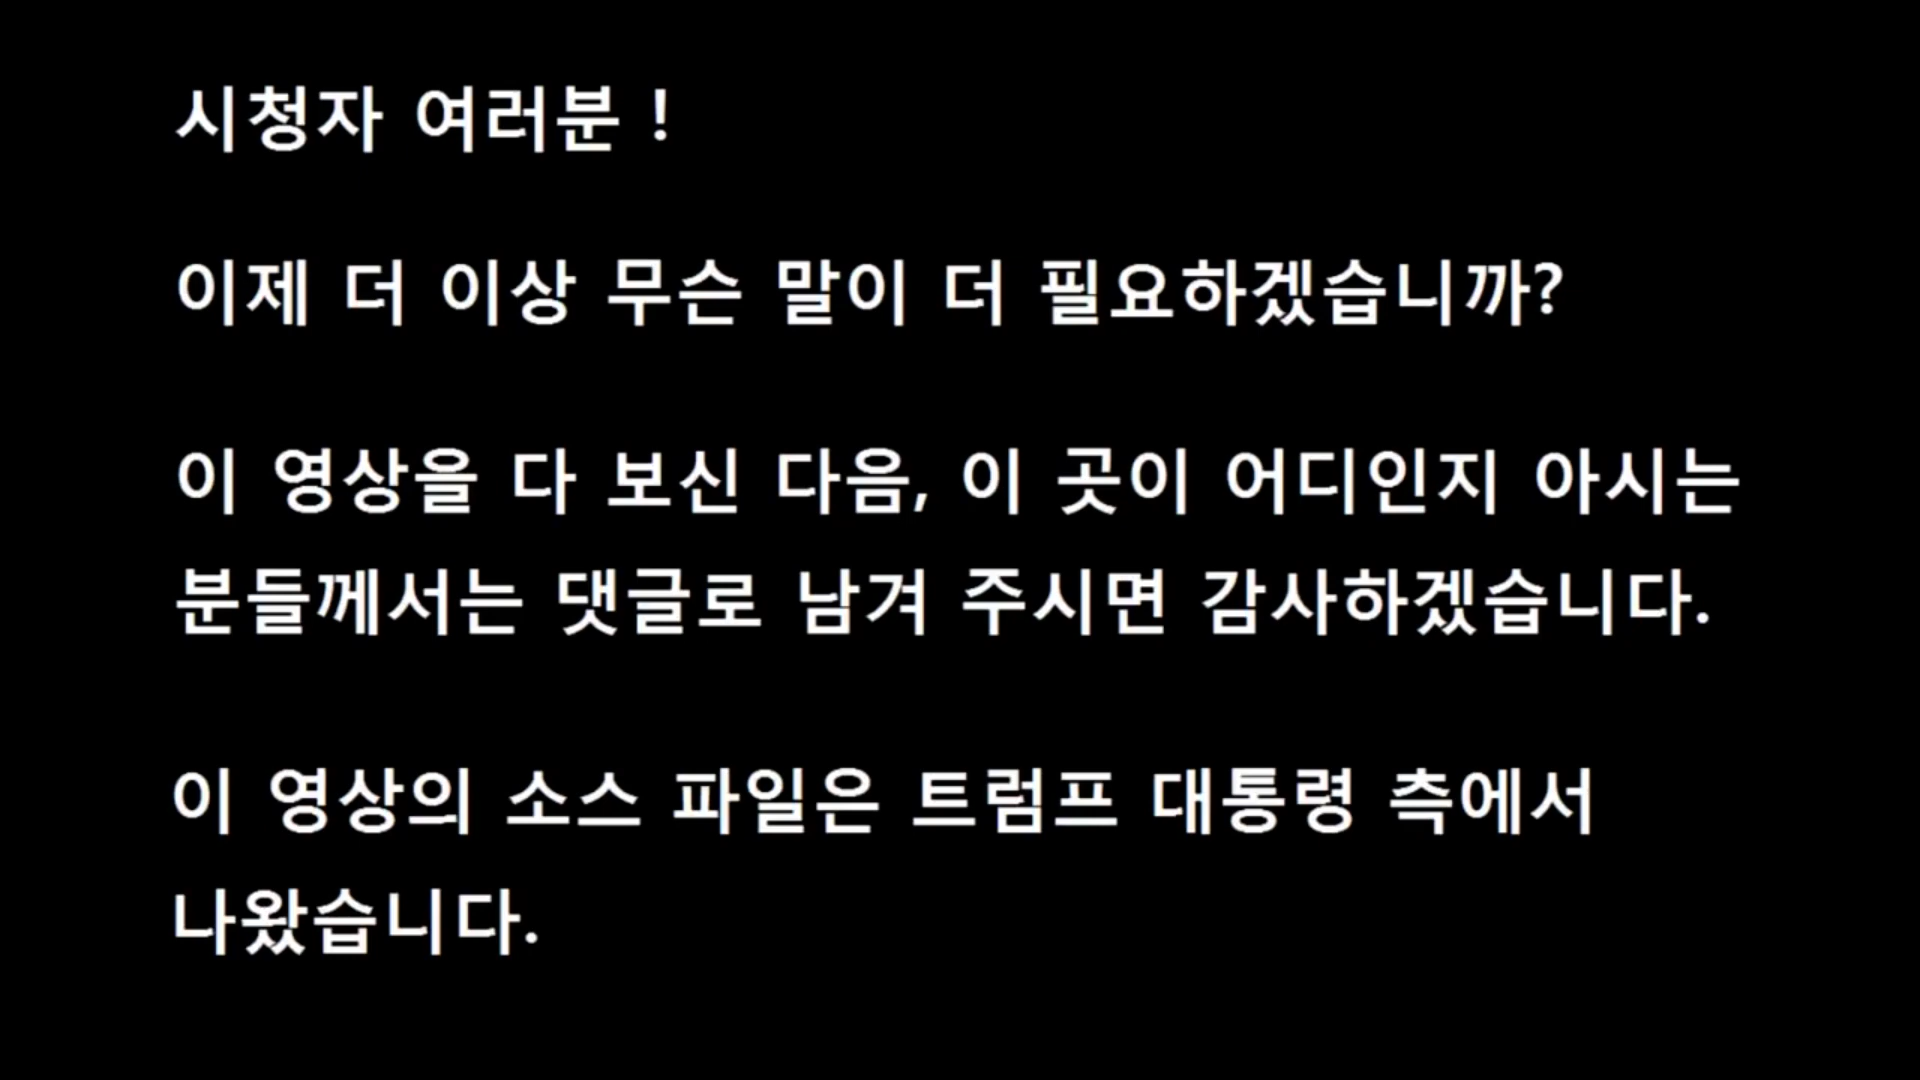 시청자 여러분 !
이제 더 이상 무슨 말이 더 필요하겠습니까?
이 영상을 다 보신 다음, 이 곳이 어디인지 아시는
분들께서는 댓글로 남겨 주시면 감사하겠습니다.
이 영상의 소스 파일은 트럼프 대통령 측에서
나왔습니다.